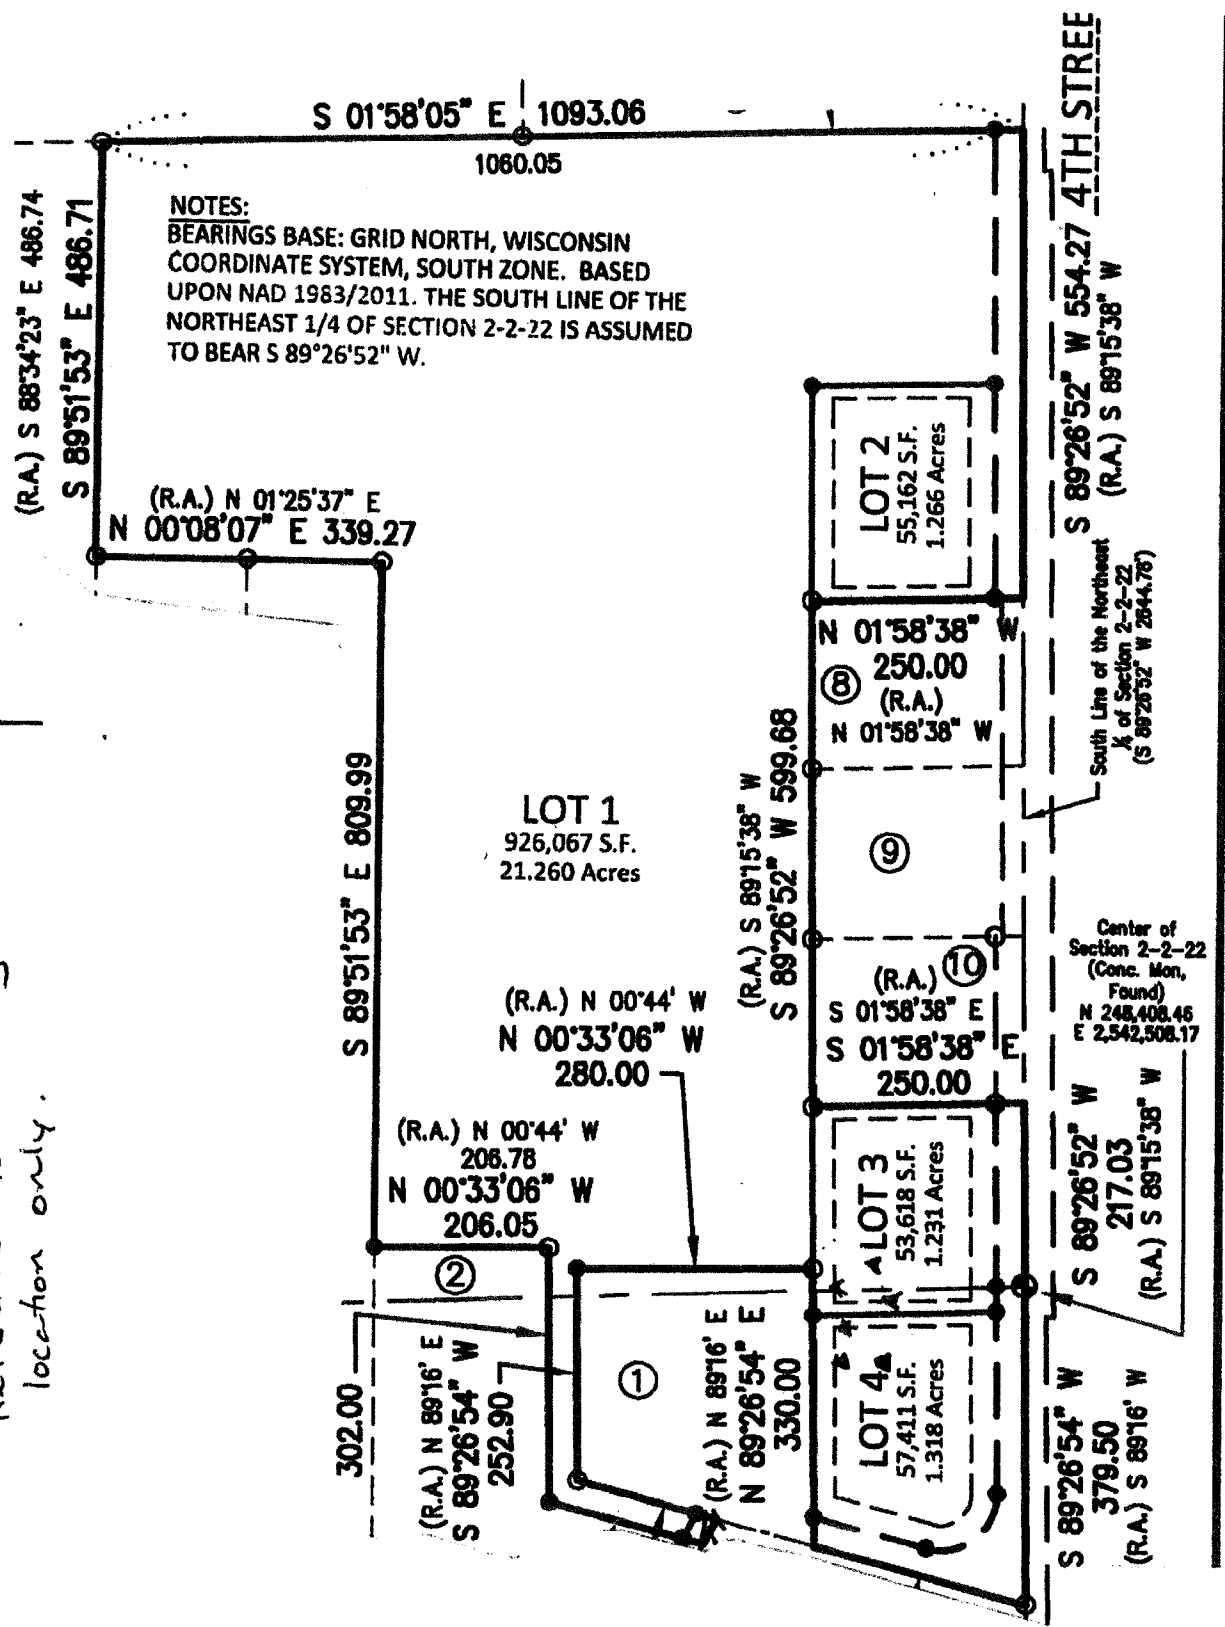 S 01°58'05" E 1093.06
1060.05
4TH STREE
(R.A.) S 88°34'23" E 486.74
S 89°51'53" E 486.71
NOTES:
BEARINGS BASE: GRID NORTH, WISCONSIN
COORDINATE SYSTEM, SOUTH ZONE. BASED
UPON NAD 1983/2011. THE SOUTH LINE OF THE
NORTHEAST 1/4 OF SECTION 2-2-22 IS ASSUMED
TO BEAR S 89°26'52" W.
S 89°26'52" W 554.27
(R.A.) S 89°15'38" W
(R.A.) N 01°25'37" E
N 00°08'07" E 339.27
LOT 2
55,162 S.F.
1.266 Acres
N 01°58'38" W
250.00
(R.A.)
N 01°58'38" W
8
South Line of the Northeast
¼ of Section 2-2-22
(S 89°26'52" W 2644.76')
S 89°51'53" E 809.99
LOT 1
926,067 S.F.
21.260 Acres
(R.A.) S 89°15'38" W
S 89°26'52" W 599.68
9
10
(R.A.)
S 01°58'38" E
S 01°58'38" E
250.00
Center of
Section 2-2-22
(Conc. Mon,
Found)
N 248,408.46
E 2,542,508.17
(R.A.) N 00°44' W
N 00°33'06" W
280.00
(R.A.) N 00°44' W
206.78
N 00°33'06" W
206.05
LOT 3
53,618 S.F.
1.231 Acres
S 89°26'52" W
217.03
(R.A.) S 89°15'38" W
2
302.00
(R.A.) N 89°16' E
S 89°26'54" W
252.90
1
(R.A.) N 89°16' E
N 89°26'54" E
330.00
LOT 4
57,411 S.F.
1.318 Acres
S 89°26'54" W
379.50
(R.A.) S 89°16' W
location only.